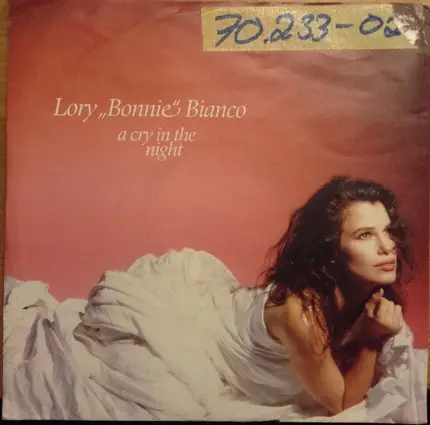 70.233-02
Lory „Bonnie“ Bianco
a cry in the
night